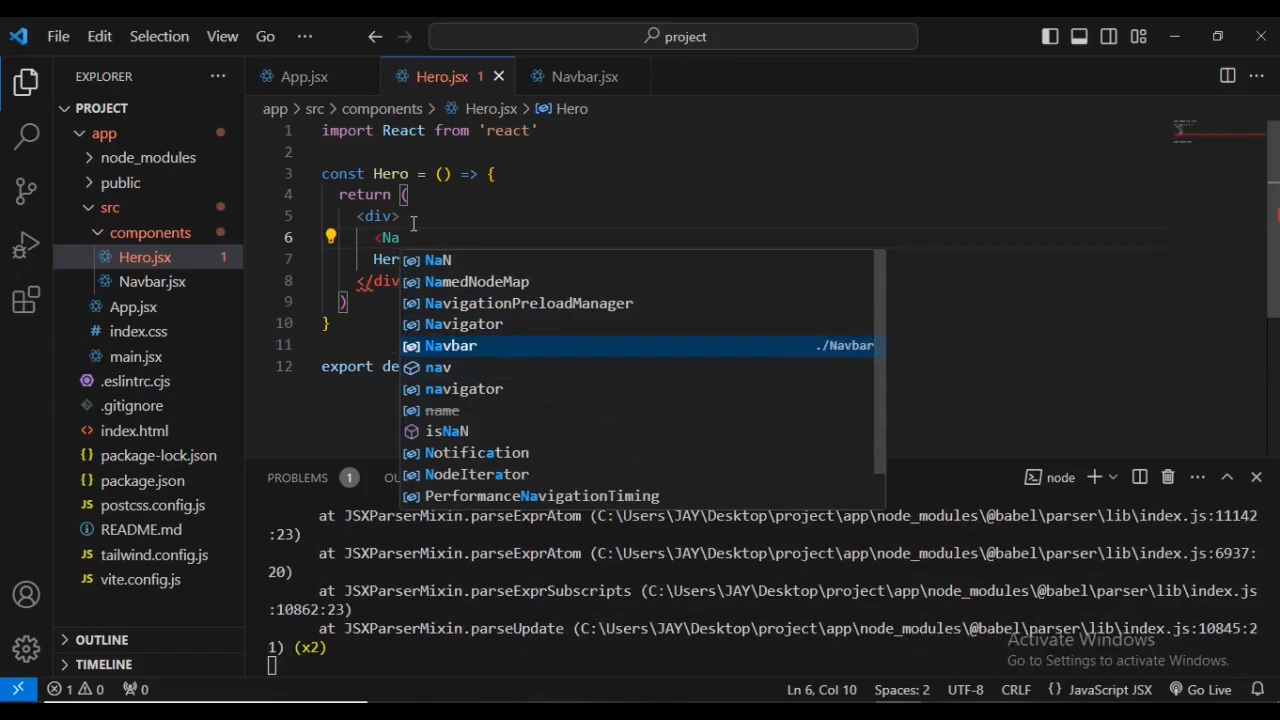 File Edit Selection View Go ··· project
EXPLORER ···
App.jsx Hero.jsx 1 Navbar.jsx ···
PROJECT
app
node_modules
public
src
components
Hero.jsx 1
Navbar.jsx
App.jsx
index.css
main.jsx
.eslintrc.cjs
.gitignore
index.html
package-lock.json
package.json
postcss.config.js
README.md
tailwind.config.js
vite.config.js
OUTLINE
TIMELINE
app > src > components > Hero.jsx > Hero
1 import React from 'react'
2
3 const Hero = () => {
4 return (
5 <div>
6 <Na
7 Her
8 </div
9 )
10 }
11
12 export de
NaN
NamedNodeMap
NavigationPreloadManager
Navigator
Navbar ./Navbar
nav
navigator
name
isNaN
Notification
NodeIterator
PerformanceNavigationTiming
PROBLEMS 1 OU node ···
at JSXParserMixin.parseExprAtom (C:\Users\JAY\Desktop\project\app\node_modules\@babel\parser\lib\index.js:11142
:23)
at JSXParserMixin.parseExprAtom (C:\Users\JAY\Desktop\project\app\node_modules\@babel\parser\lib\index.js:6937:
20)
at JSXParserMixin.parseExprSubscripts (C:\Users\JAY\Desktop\project\app\node_modules\@babel\parser\lib\index.js
:10862:23)
at JSXParserMixin.parseUpdate (C:\Users\JAY\Desktop\project\app\node_modules\@babel\parser\lib\index.js:10845:2
1) (x2)
Activate Windows
Go to Settings to activate Windows.
1 0 0 Ln 6, Col 10 Spaces: 2 UTF-8 CRLF {} JavaScript JSX Go Live